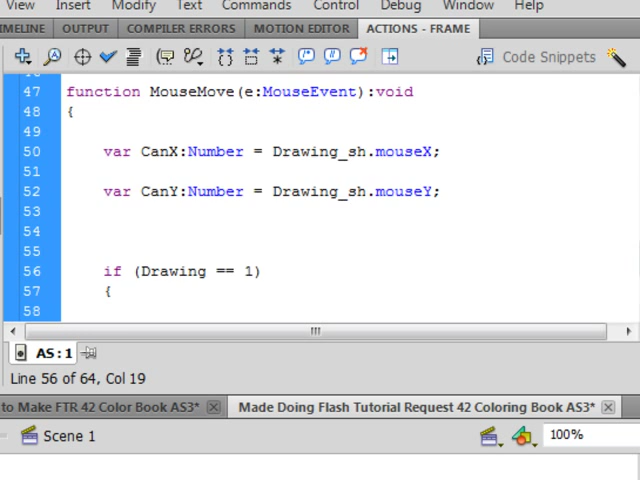 View Insert Modify Text Commands Control Debug Window Help
IMELINE OUTPUT COMPILER ERRORS MOTION EDITOR ACTIONS - FRAME
Code Snippets
47 function MouseMove(e:MouseEvent):void
48 {
49
50 var CanX:Number = Drawing_sh.mouseX;
51
52 var CanY:Number = Drawing_sh.mouseY;
53
54
55
56 if (Drawing == 1)
57 {
58
AS:1
Line 56 of 64, Col 19
to Make FTR 42 Color Book AS3* Made Doing Flash Tutorial Request 42 Coloring Book AS3*
Scene 1 100%